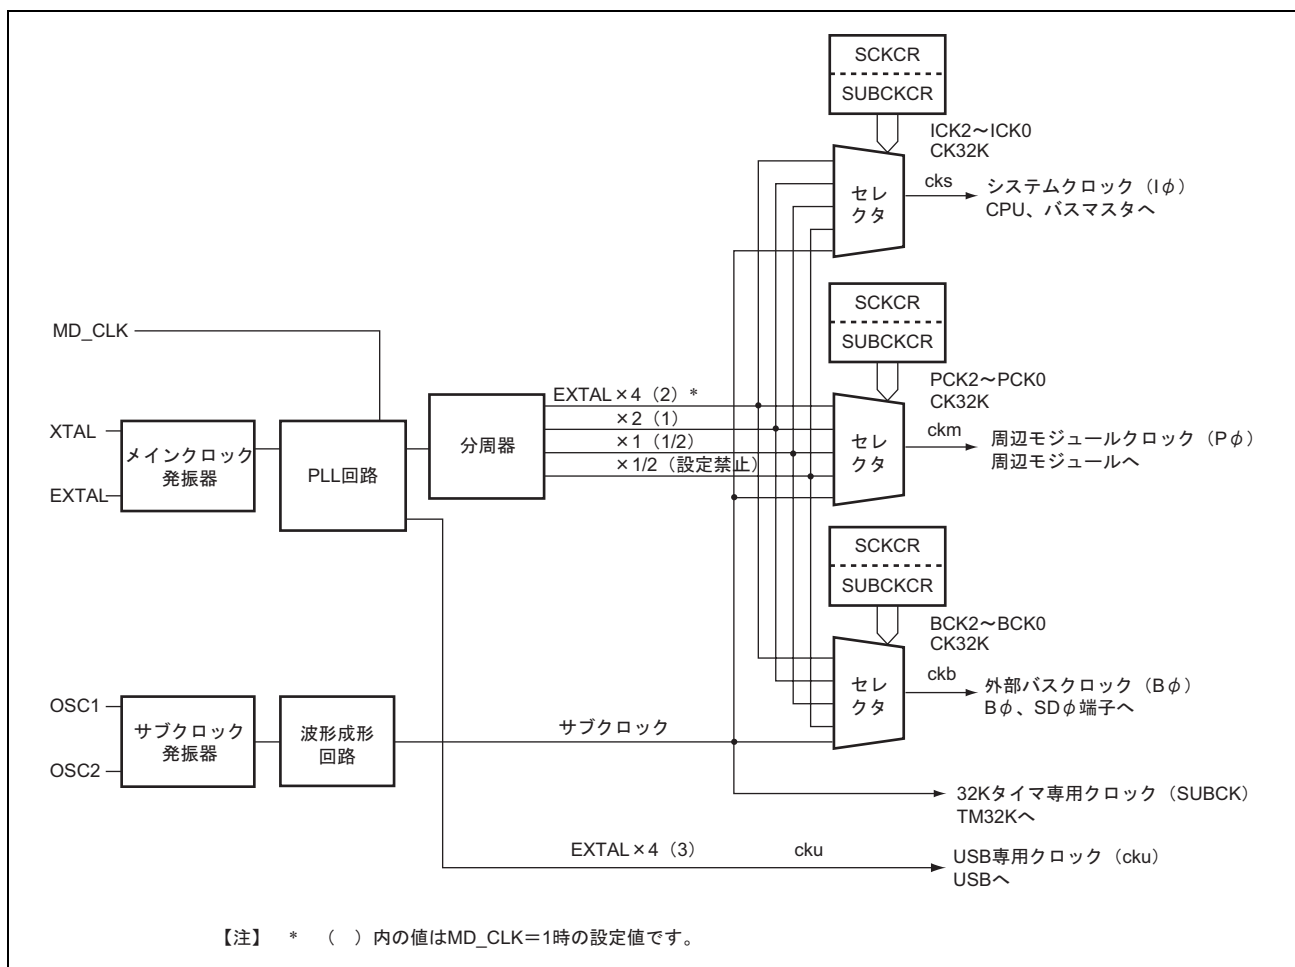 SCKCR
SUBCKCR
ICK2～ICK0
CK32K
セレ
クタ
cks
システムクロック（Iφ）
CPU、バスマスタへ
SCKCR
SUBCKCR
MD_CLK
PCK2～PCK0
CK32K
EXTAL×4（2）*
×2（1）
×1（1/2）
×1/2（設定禁止）
XTAL
EXTAL
メインクロック
発振器
PLL回路
分周器
セレ
クタ
ckm
周辺モジュールクロック（Pφ）
周辺モジュールへ
SCKCR
SUBCKCR
BCK2～BCK0
CK32K
セレ
クタ
ckb
外部バスクロック（Bφ）
Bφ、SDφ端子へ
OSC1
OSC2
サブクロック
発振器
波形成形
回路
サブクロック
32Kタイマ専用クロック（SUBCK）
TM32Kへ
EXTAL×4（3）
cku
USB専用クロック（cku）
USBへ
【注】 * （ ）内の値はMD_CLK＝1時の設定値です。